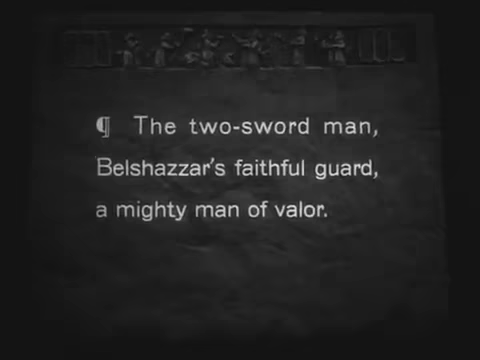 ¶ The two-sword man,
Belshazzar's faithful guard,
a mighty man of valor.